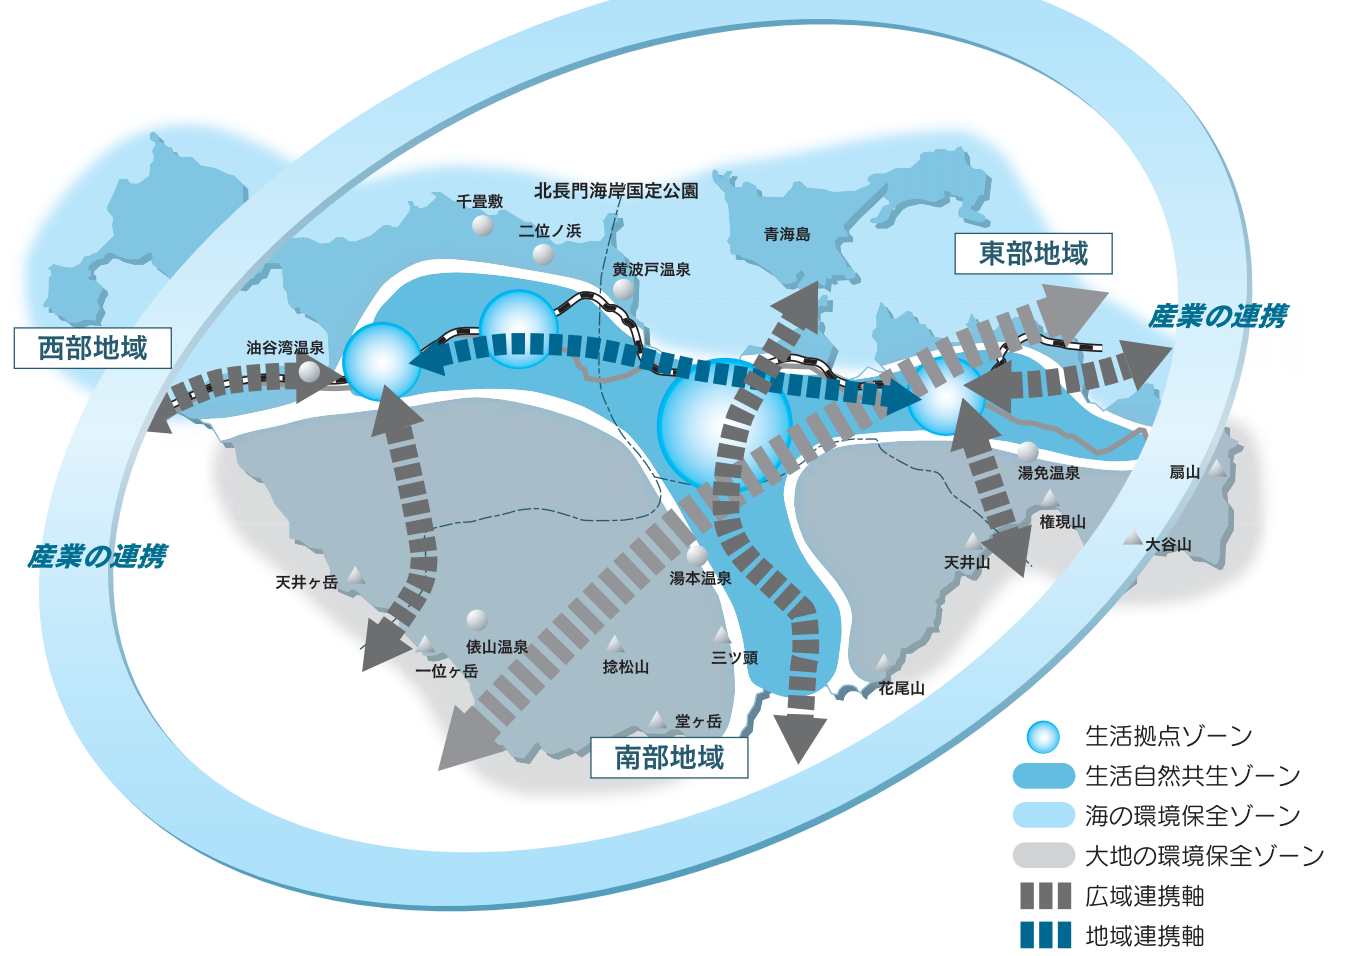 北長門海岸国定公園
千畳敷
二位ノ浜
青海島
東部地域
黄波戸温泉
産業の連携
西部地域
油谷湾温泉
湯免温泉
扇山
権現山
大谷山
産業の連携
天井山
天井ヶ岳
湯本温泉
俵山温泉
三ツ頭
捻松山
一位ヶ岳
花尾山
堂ヶ岳
南部地域
生活拠点ゾーン
生活自然共生ゾーン
海の環境保全ゾーン
大地の環境保全ゾーン
広域連携軸
地域連携軸